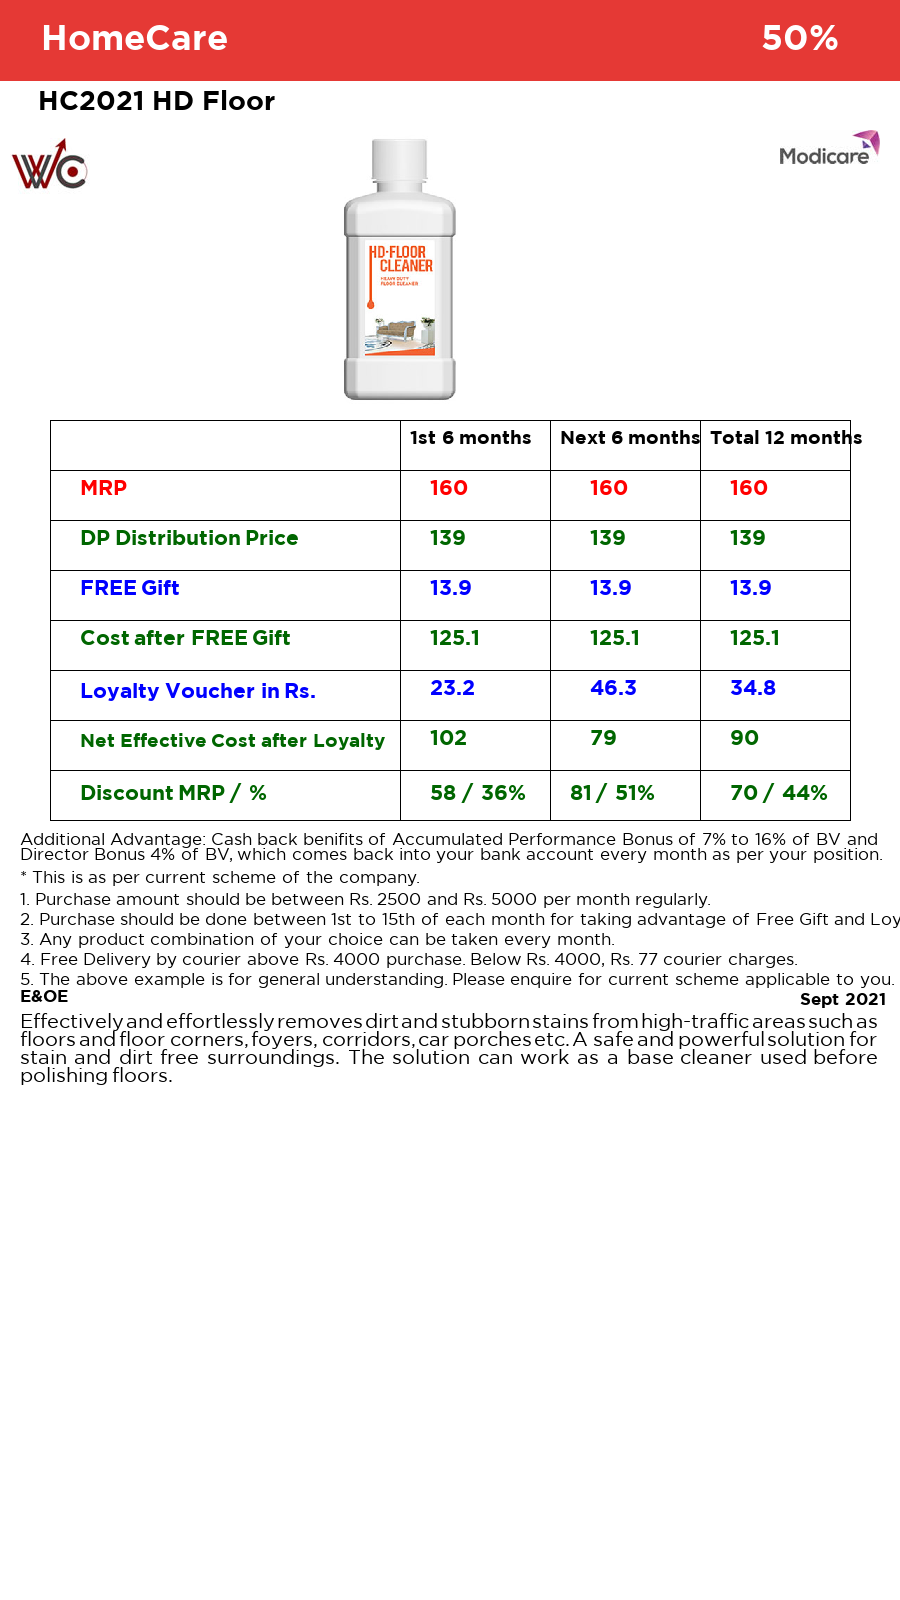 HomeCare 50%
HC2021 HD Floor
WC
Modicare
HD-FLOOR
CLEANER
HEAVY DUTY
FLOOR CLEANER
1st 6 months Next 6 months Total 12 months
MRP 160 160 160
DP Distribution Price 139 139 139
FREE Gift 13.9 13.9 13.9
Cost after FREE Gift 125.1 125.1 125.1
Loyalty Voucher in Rs. 23.2 46.3 34.8
Net Effective Cost after Loyalty 102 79 90
Discount MRP / % 58 / 36% 81 / 51% 70 / 44%
Additional Advantage: Cash back benifits of Accumulated Performance Bonus of 7% to 16% of BV and
Director Bonus 4% of BV, which comes back into your bank account every month as per your position.
* This is as per current scheme of the company.
1. Purchase amount should be between Rs. 2500 and Rs. 5000 per month regularly.
2. Purchase should be done between 1st to 15th of each month for taking advantage of Free Gift and Loy
3. Any product combination of your choice can be taken every month.
4. Free Delivery by courier above Rs. 4000 purchase. Below Rs. 4000, Rs. 77 courier charges.
5. The above example is for general understanding. Please enquire for current scheme applicable to you.
E&OE Sept 2021
Effectively and effortlessly removes dirt and stubborn stains from high-traffic areas such as
floors and floor corners, foyers, corridors, car porches etc. A safe and powerful solution for
stain and dirt free surroundings. The solution can work as a base cleaner used before
polishing floors.